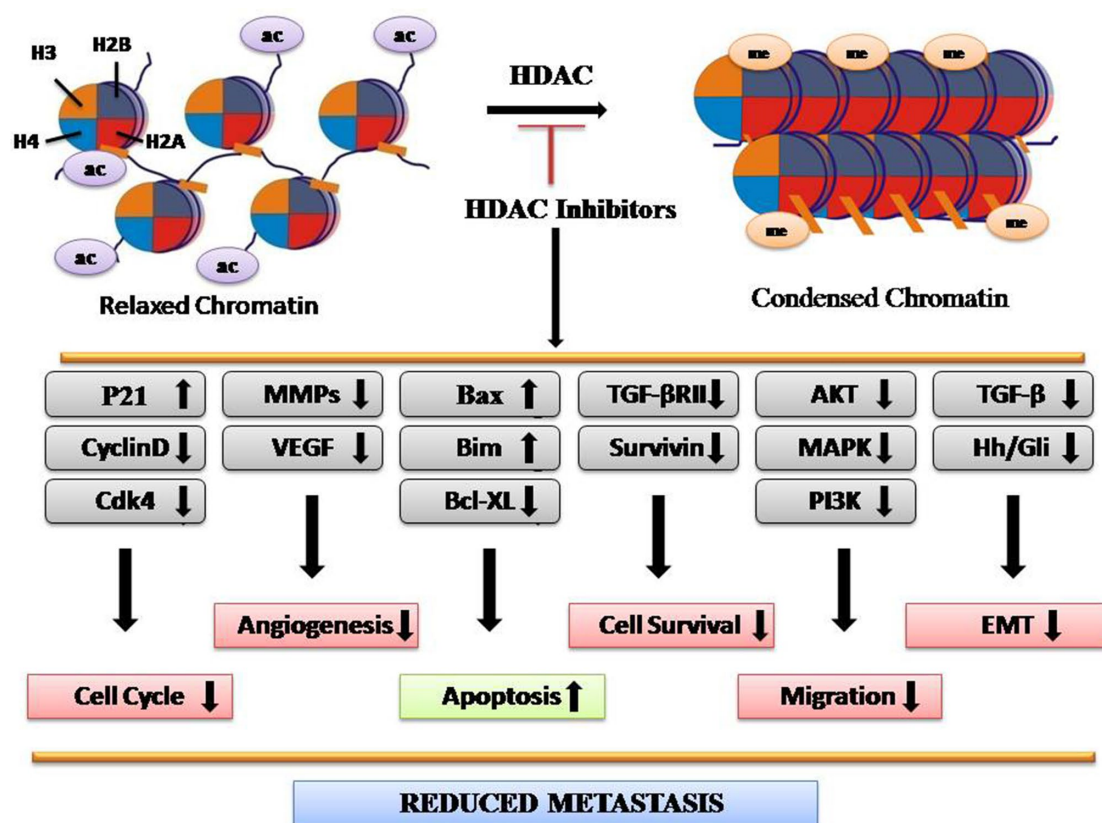 ac
ac
H3
H2B
H4
H2A
ac
ac
ac
Relaxed Chromatin
HDAC
HDAC Inhibitors
me
me
me
me
me
Condensed Chromatin
P21
CyclinD
Cdk4
MMPs
VEGF
Bax
Bim
Bcl-XL
TGF-βRII
Survivin
AKT
MAPK
PI3K
TGF-β
Hh/Gli
Angiogenesis
Cell Survival
EMT
Cell Cycle
Apoptosis
Migration
REDUCED METASTASIS